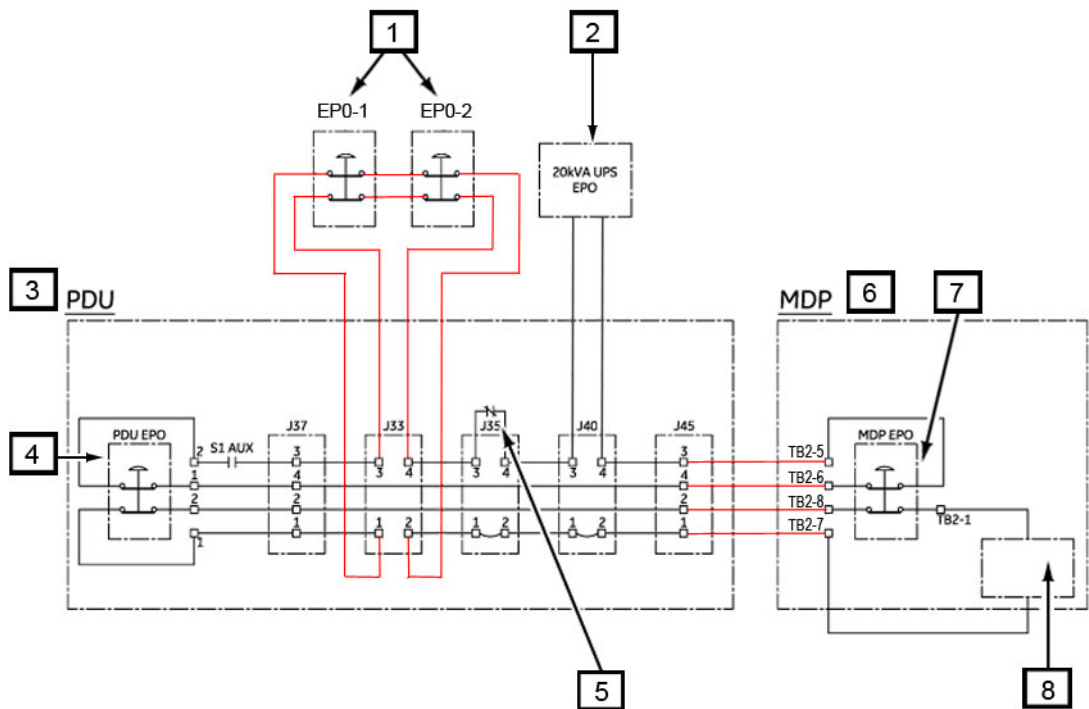 1
2
EP0-1
EP0-2
20kVA UPS
EPO
3
PDU
MDP
6
7
4
PDU EPO
2
S1 AUX
1
2
1
J37
3
4
2
1
J33
3
4
1
2
J35
3
4
1
2
J40
3
4
1
2
J45
3
4
2
1
TB2-5
TB2-6
TB2-8
TB2-7
MDP EPO
TB2-1
5
8